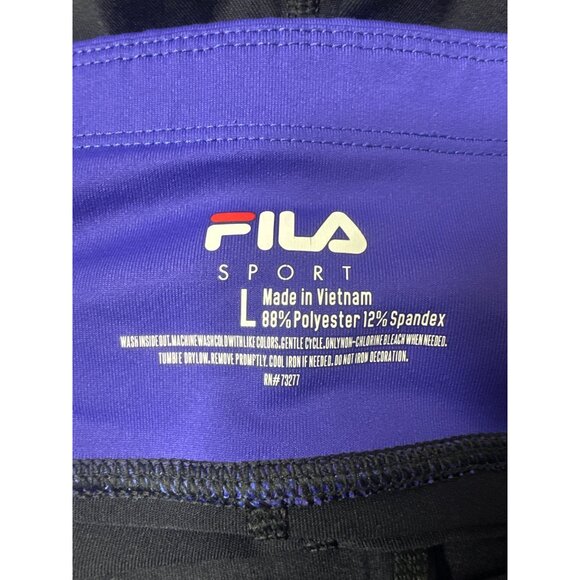 FILA
SPORT
L Made in Vietnam
88% Polyester 12% Spandex
WASH INSIDE OUT. MACHINE WASH COLD WITH LIKE COLORS. GENTLE CYCLE. ONLY NON-CHLORINE BLEACH WHEN NEEDED.
TUMBLE DRY LOW. REMOVE PROMPTLY. COOL IRON IF NEEDED. DO NOT IRON DECORATION.
RN# 73277